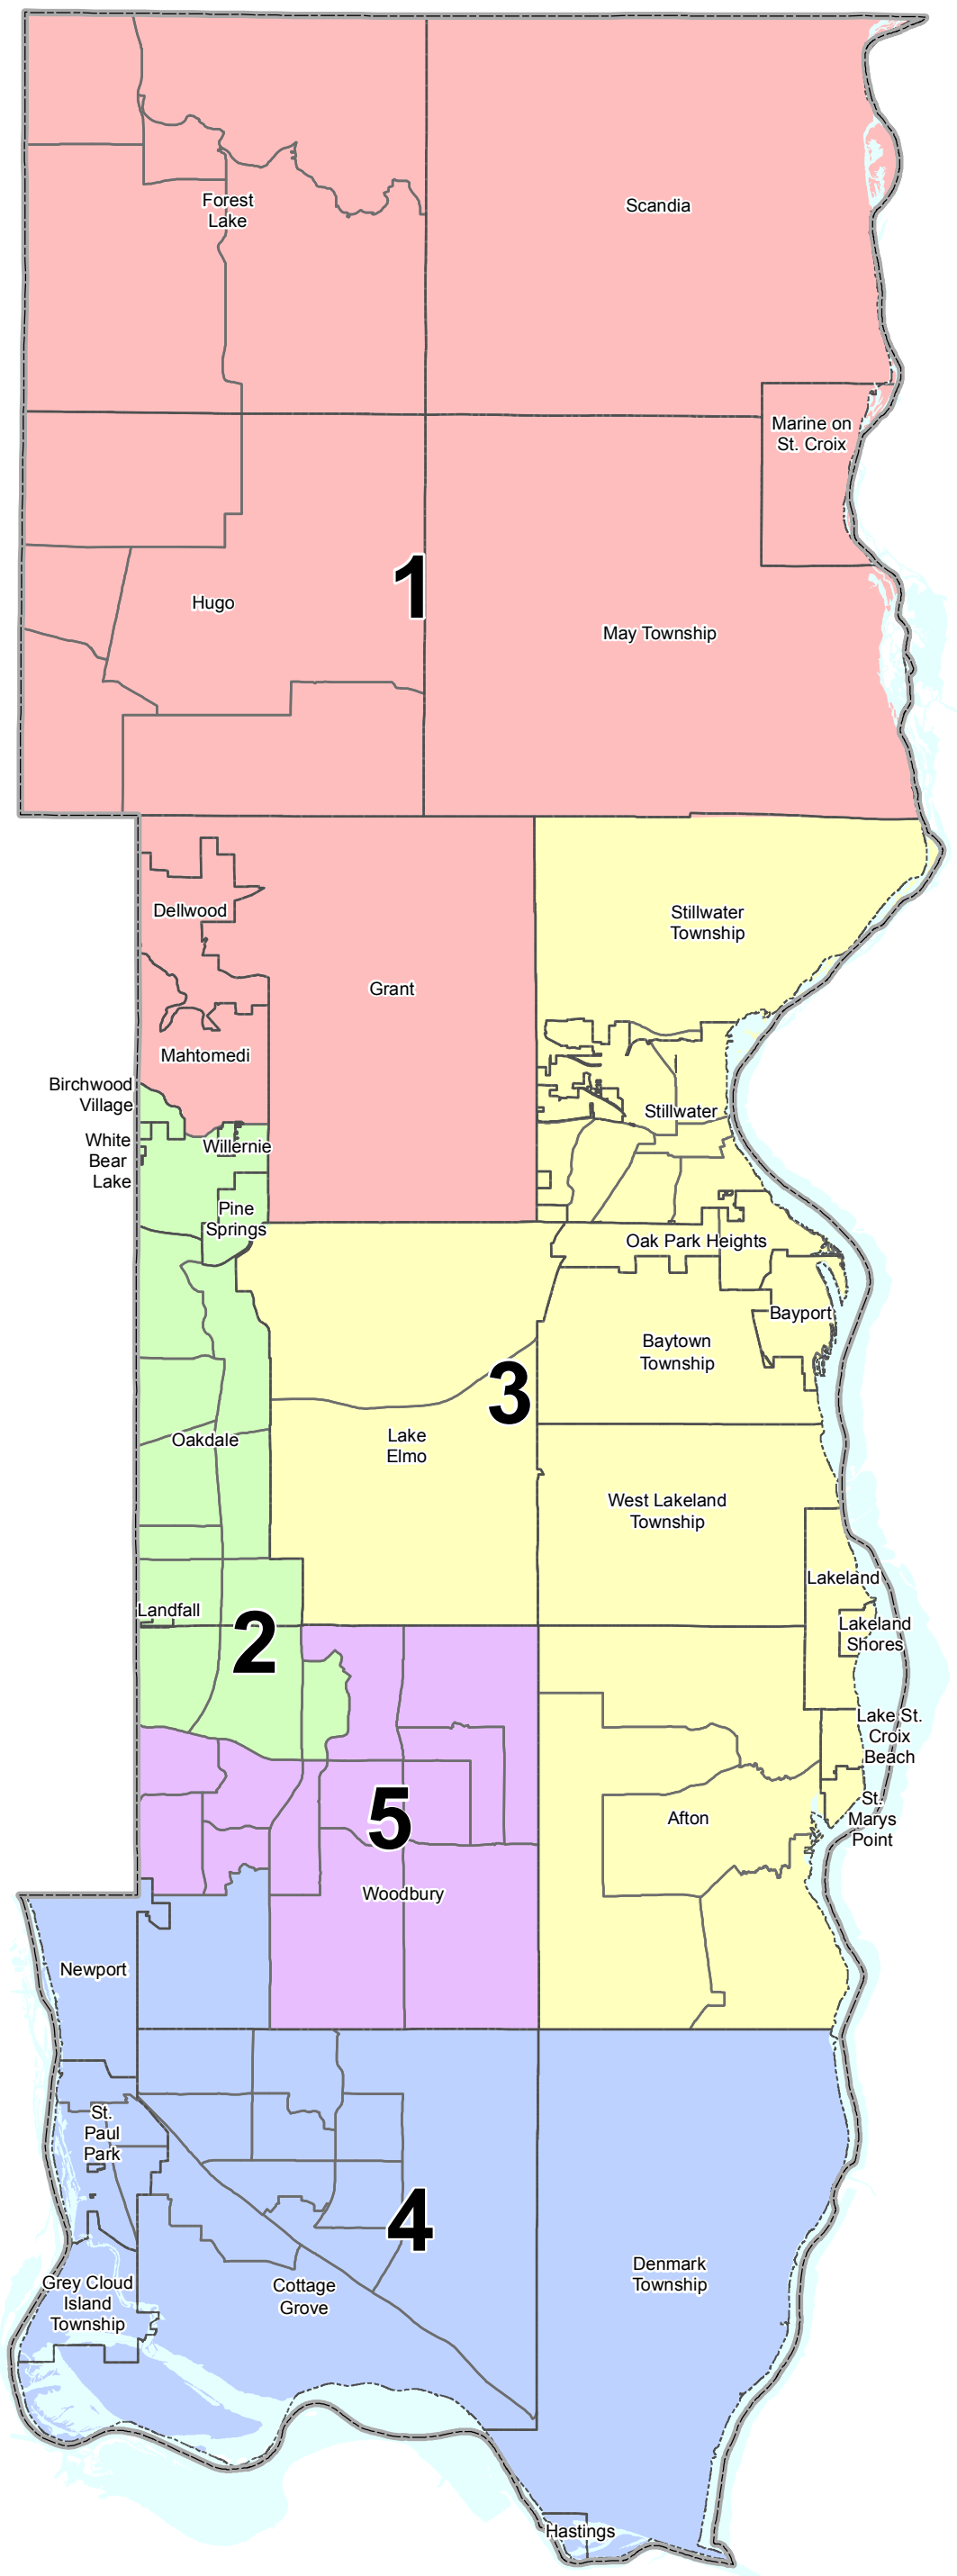 Forest
Lake
Scandia
Marine on
St. Croix
1
Hugo
May Township
Dellwood
Stillwater
Township
Grant
Mahtomedi
Birchwood
Village
Stillwater
White
Bear
Lake
Willernie
Pine
Springs
Oak Park Heights
Bayport
Baytown
Township
3
Oakdale
Lake
Elmo
West Lakeland
Township
Lakeland
Landfall
2
Lakeland
Shores
Lake St.
Croix
Beach
5
Afton
St.
Marys
Point
Woodbury
Newport
St.
Paul
Park
4
Denmark
Township
Grey Cloud
Island
Township
Cottage
Grove
Hastings